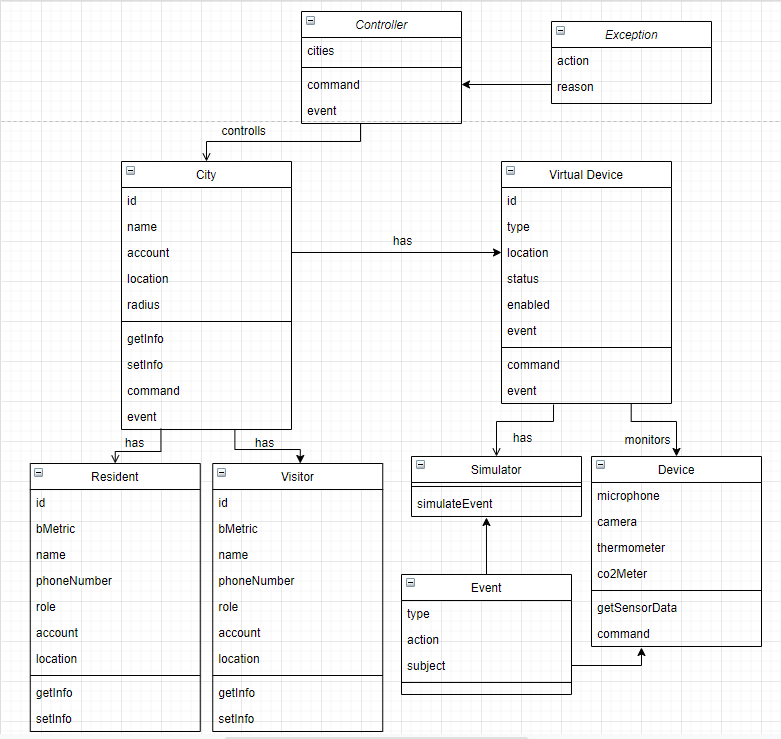 Controller
cities
command
event
Exception
action
reason
controlls
City
id
name
account
location
radius
getInfo
setInfo
command
event
has
Virtual Device
id
type
location
status
enabled
event
command
event
has
has
Resident
id
bMetric
name
phoneNumber
role
account
location
getInfo
setInfo
Visitor
id
bMetric
name
phoneNumber
role
account
location
getInfo
setInfo
has
monitors
Simulator
simulateEvent
Device
microphone
camera
thermometer
co2Meter
getSensorData
command
Event
type
action
subject